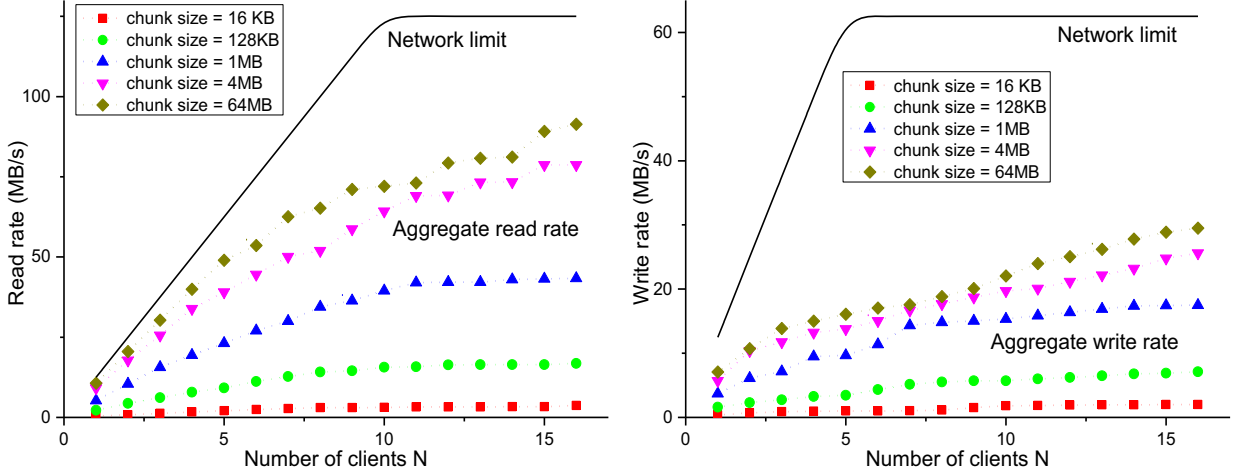 chunk size = 16 KB
chunk size = 128KB
chunk size = 1MB
chunk size = 4MB
chunk size = 64MB
Network limit
Aggregate read rate
Read rate (MB/s)
100
50
0
0
5
10
15
Number of clients N
Network limit
chunk size = 16 KB
chunk size = 128KB
chunk size = 1MB
chunk size = 4MB
chunk size = 64MB
Aggregate write rate
Write rate (MB/s)
60
40
20
0
0
5
10
15
Number of clients N